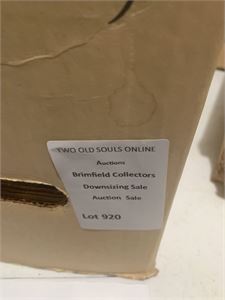 TWO OLD SOULS ONLINE
Auctions
Brimfield Collectors
Downsizing Sale
Auction Sale
Lot 920